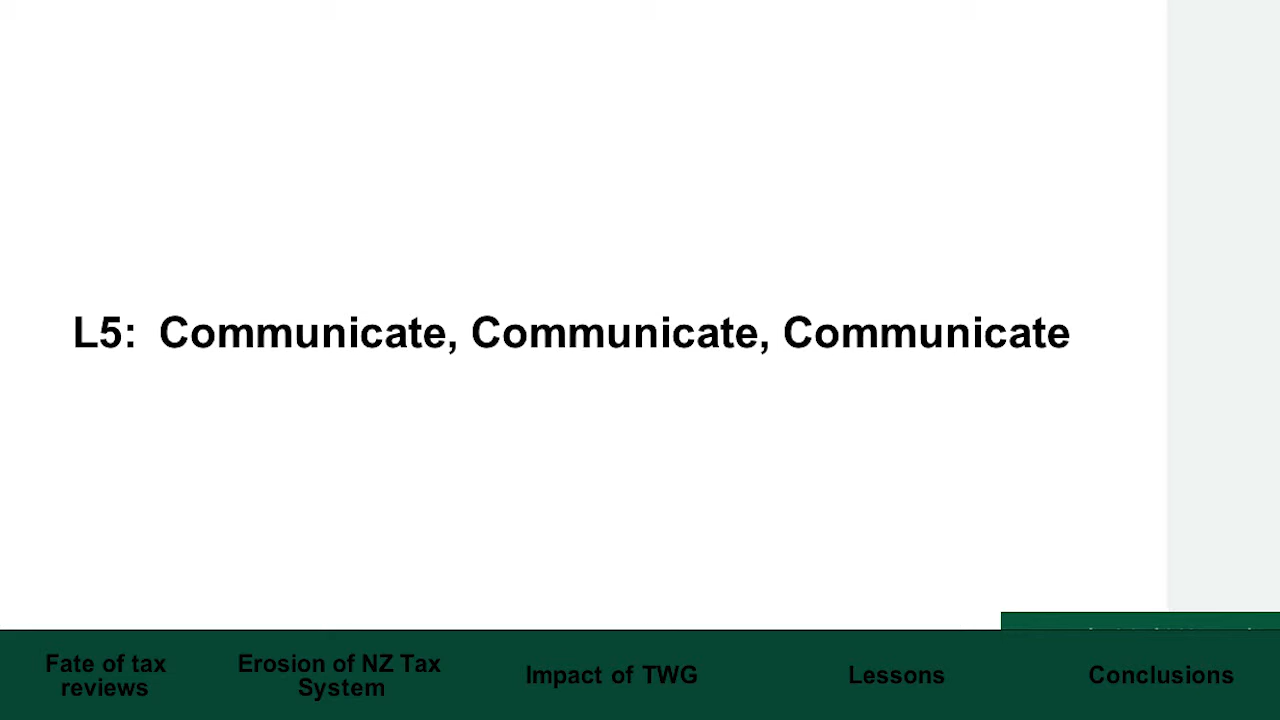 L5: Communicate, Communicate, Communicate
Fate of tax
reviews
Erosion of NZ Tax
System
Impact of TWG
Lessons
Conclusions